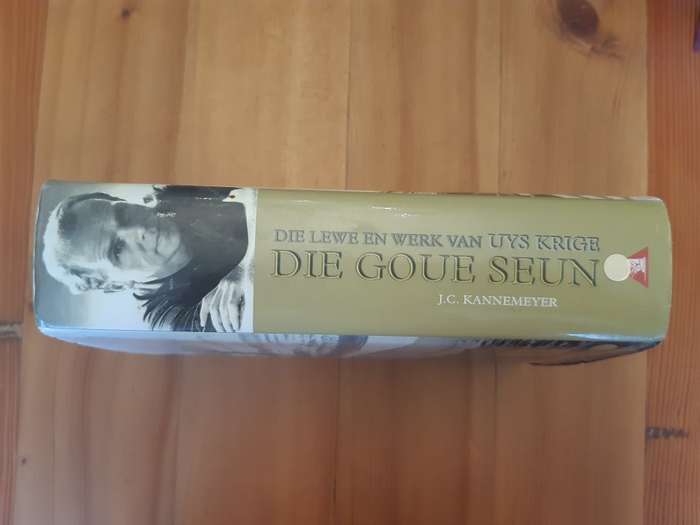 DIE LEWE EN WERK VAN UYS KRIGE
DIE GOUE SEUN
J.C. KANNEMEYER